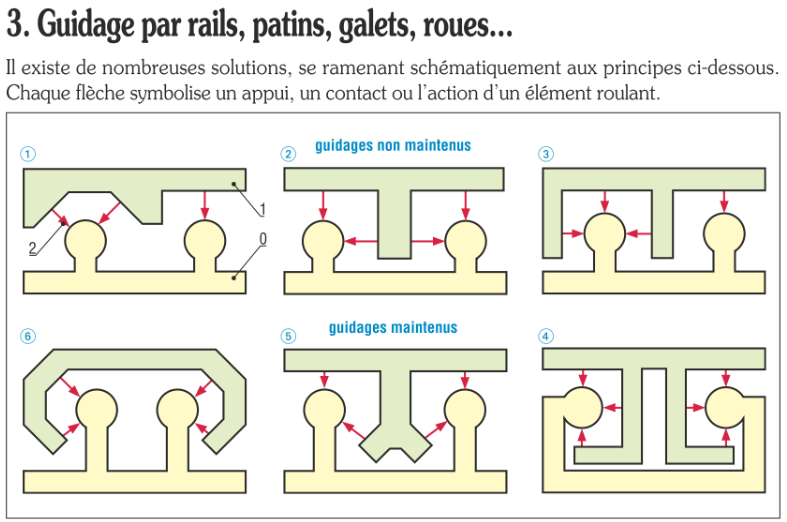 3. Guidage par rails, patins, galets, roues...
Il existe de nombreuses solutions, se ramenant schématiquement aux principes ci-dessous.
Chaque flèche symbolise un appui, un contact ou l'action d'un élément roulant.
1
2 guidages non maintenus
3
1
2
0
6
5 guidages maintenus
4